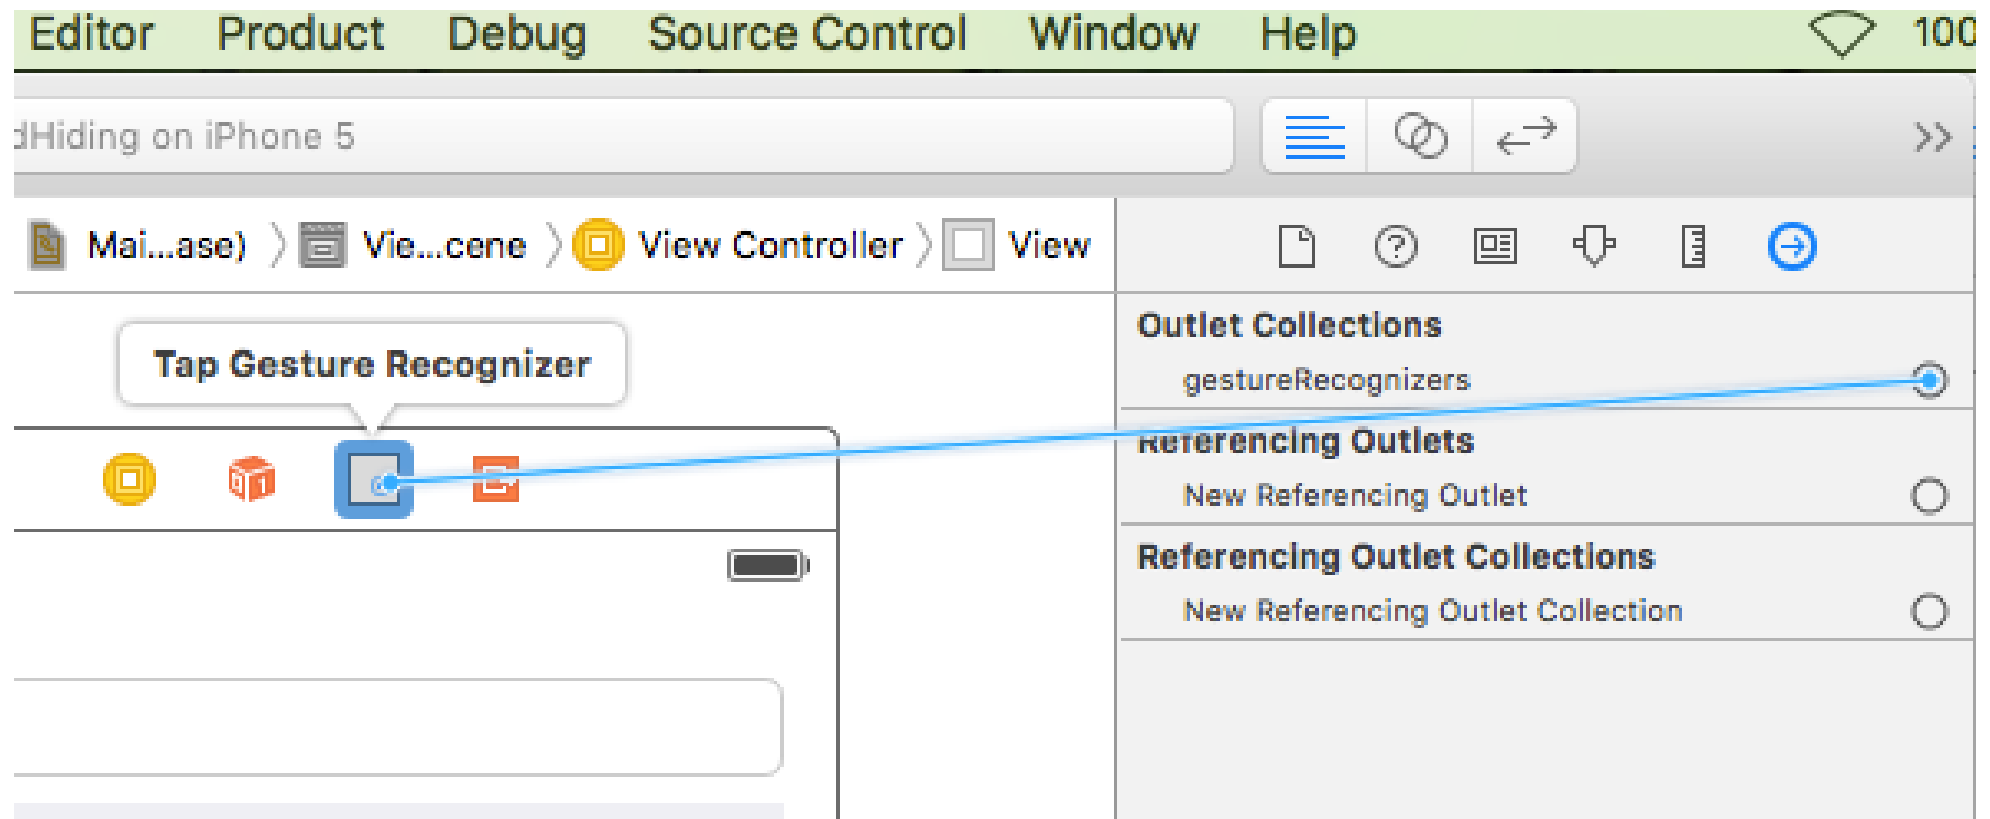 Editor Product Debug Source Control Window Help 100
dHiding on iPhone 5
Mai...ase) Vie...cene View Controller View
Outlet Collections
Tap Gesture Recognizer
gestureRecognizers
Referencing Outlets
New Referencing Outlet
Referencing Outlet Collections
New Referencing Outlet Collection